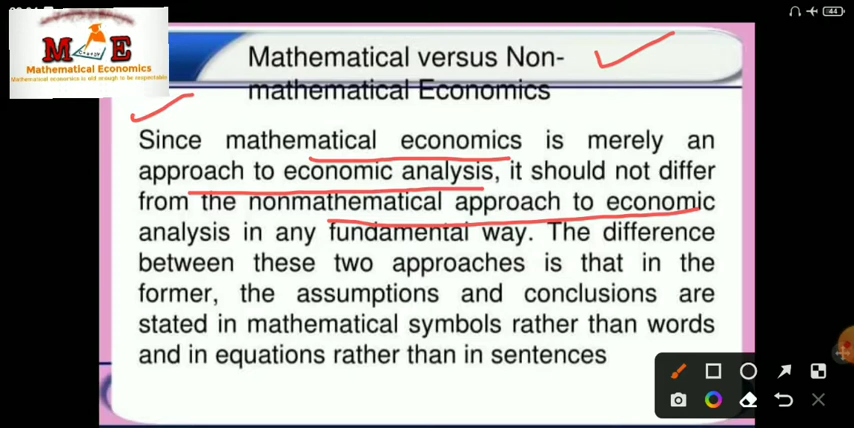 44
M E
Mathematical Economics
Mathematical versus Non-
mathematical Economics
Since mathematical economics is merely an
approach to economic analysis, it should not differ
from the nonmathematical approach to economic
analysis in any fundamental way. The difference
between these two approaches is that in the
former, the assumptions and conclusions are
stated in mathematical symbols rather than words
and in equations rather than in sentences